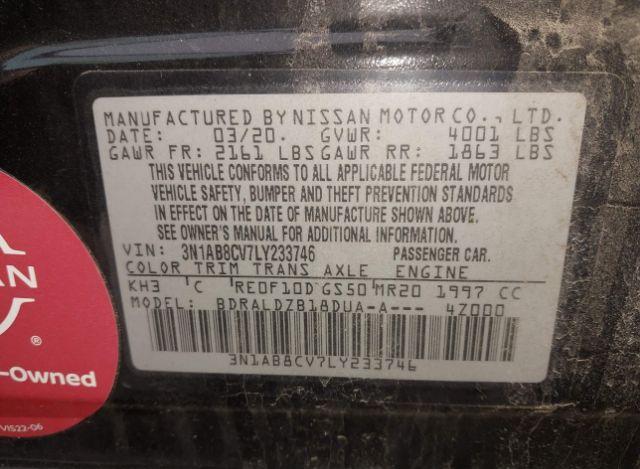 MANUFACTURED BY NISSAN MOTOR CO., LTD.
DATE: 03/20. GVWR: 4001 LBS
GAWR FR: 2161 LBS GAWR RR: 1863 LBS
THIS VEHICLE CONFORMS TO ALL APPLICABLE FEDERAL MOTOR
VEHICLE SAFETY, BUMPER AND THEFT PREVENTION STANDARDS
IN EFFECT ON THE DATE OF MANUFACTURE SHOWN ABOVE.
SEE OWNER'S MANUAL FOR ADDITIONAL INFORMATION.
VIN: 3N1AB8CV7LY233746 PASSENGER CAR.
COLOR TRIM TRANS AXLE ENGINE
KH3 C RE0F10D GS50 MR20 1997 CC
MODEL: BDRALDZB18DUA-A--- 4Z000
3N1AB8CV7LY233746
-Owned
VIS22-06